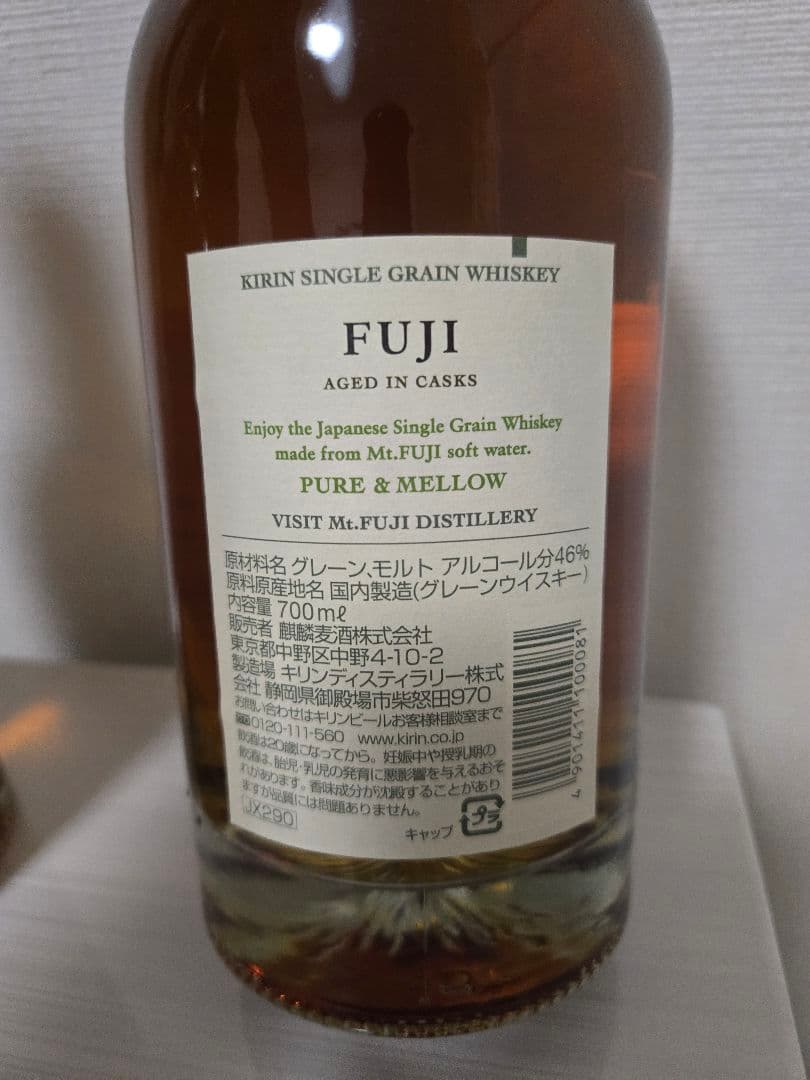 KIRIN SINGLE GRAIN WHISKEY
FUJI
AGED IN CASKS
Enjoy the Japanese Single Grain Whiskey
made from Mt.FUJI soft water.
PURE & MELLOW
VISIT Mt.FUJI DISTILLERY
原材料名 グレーン、モルト アルコール分46%
原料原産地名 国内製造(グレーンウイスキー)
内容量 700mℓ
販売者 麒麟麦酒株式会社
東京都中野区中野4-10-2
製造場 キリンディスティラリー株式
会社 静岡県御殿場市柴怒田970
お問い合わせはキリンビールお客様相談室まで
0120-111-560 www.kirin.co.jp
飲酒は20歳になってから。妊娠中や授乳期の
飲酒は、胎児・乳児の発育に悪影響を与えるおそ
れがあります。香味成分が沈殿することがあり
ますが品質には問題ありません。
JX290
キャップ プラ
4 901411 100081